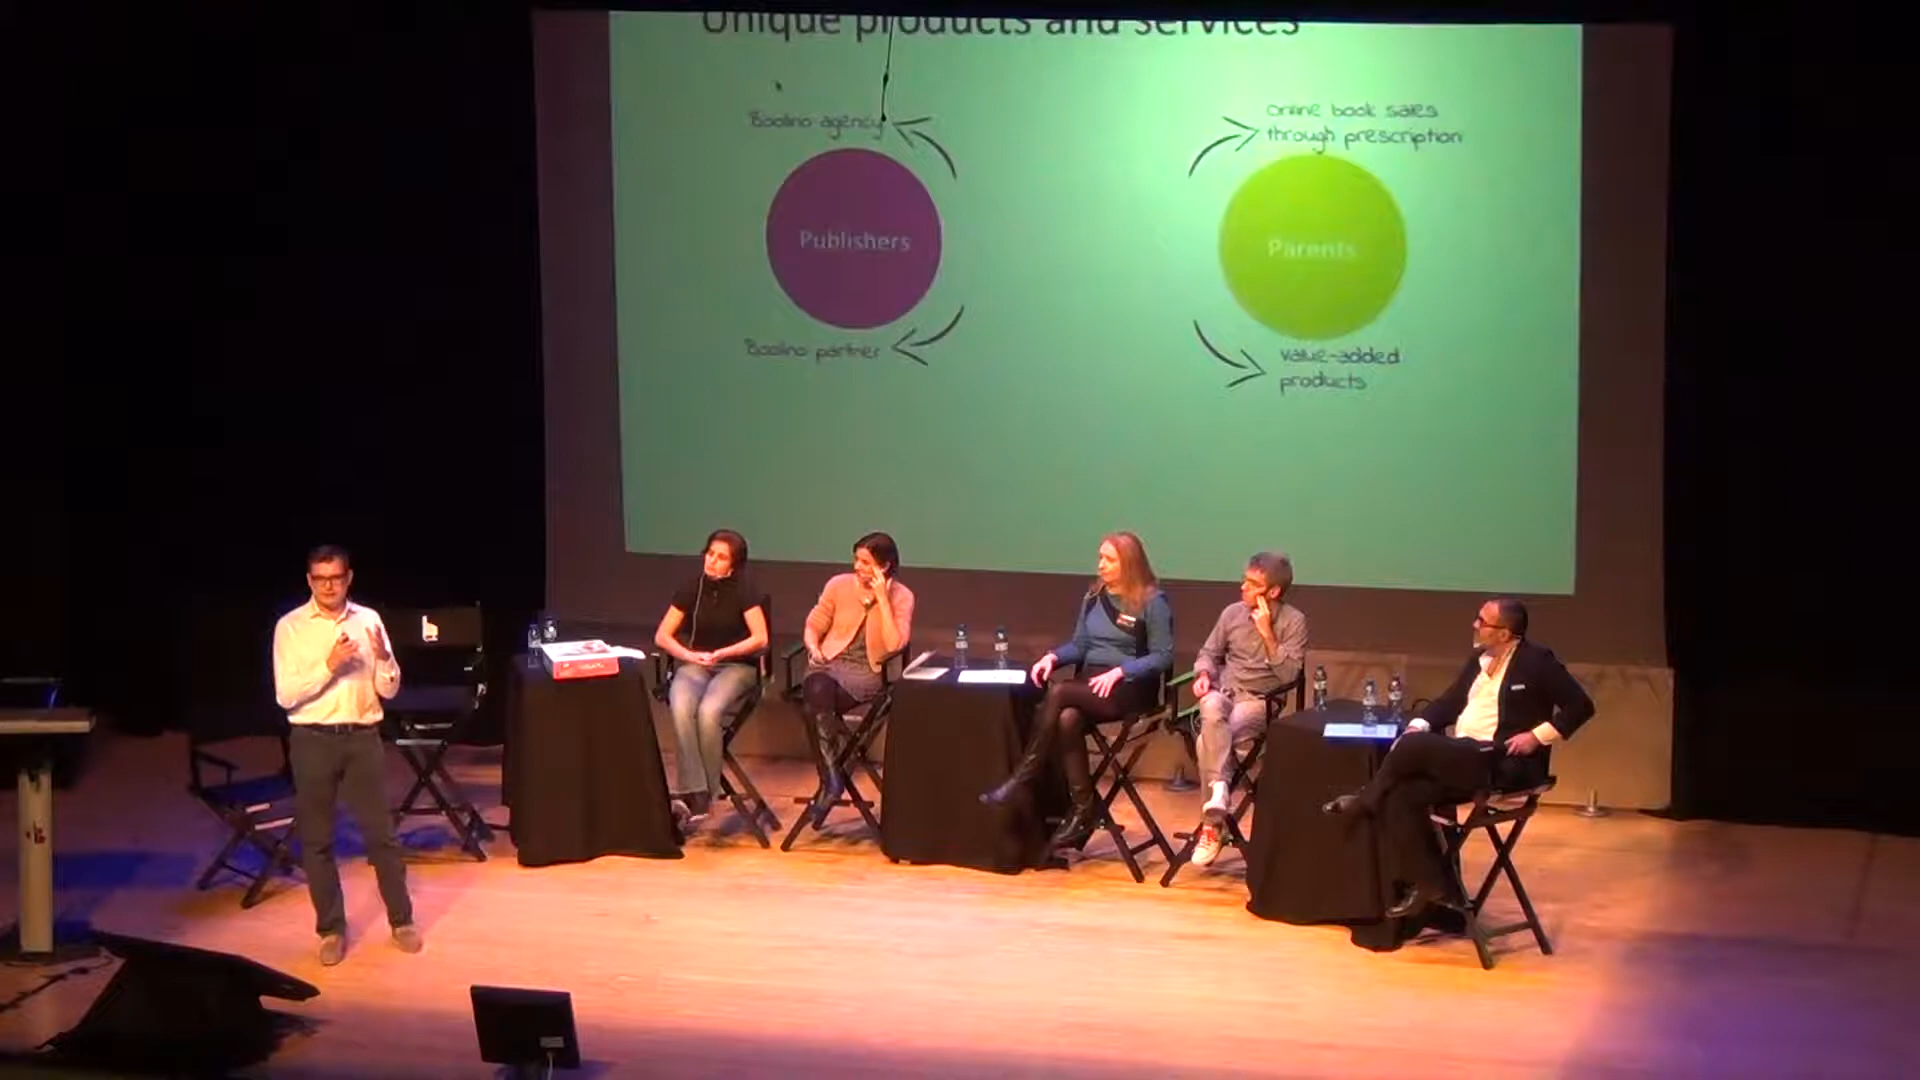 Unique products and services
Boolino agency
Publishers
Boolino partner
online book sales
through prescription
Parents
value-added
products